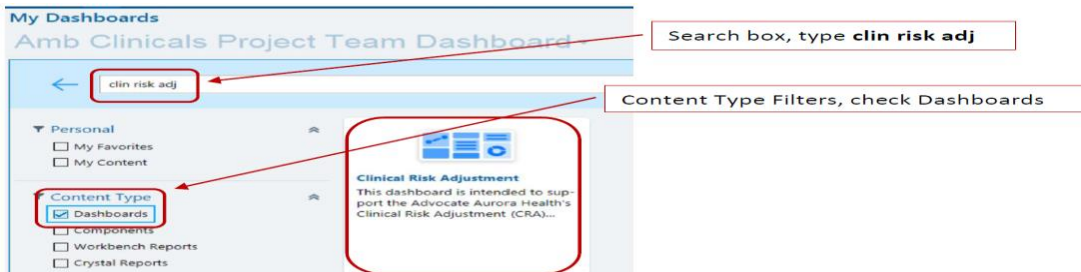 My Dashboards
Amb Clinicals Project Team Dashboard
Search box, type clin risk adj
clin risk adj
Content Type Filters, check Dashboards
Personal
My Favorites
My Content
Clinical Risk Adjustment
This dashboard is intended to sup-
port the Advocate Aurora Health's
Clinical Risk Adjustment (CRA)...
Content Type
Dashboards
Components
Workbench Reports
Crystal Reports